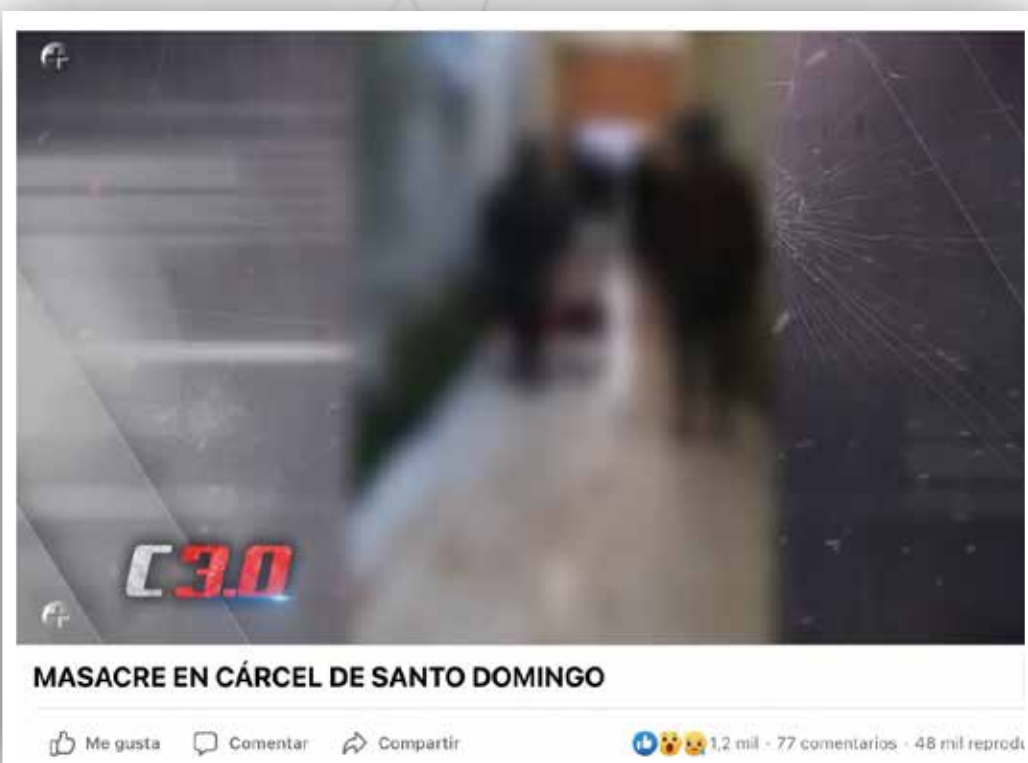 C 3.0
MASACRE EN CÁRCEL DE SANTO DOMINGO
Me gusta Comentar Compartir 1,2 mil - 77 comentarios - 48 mil reprodu